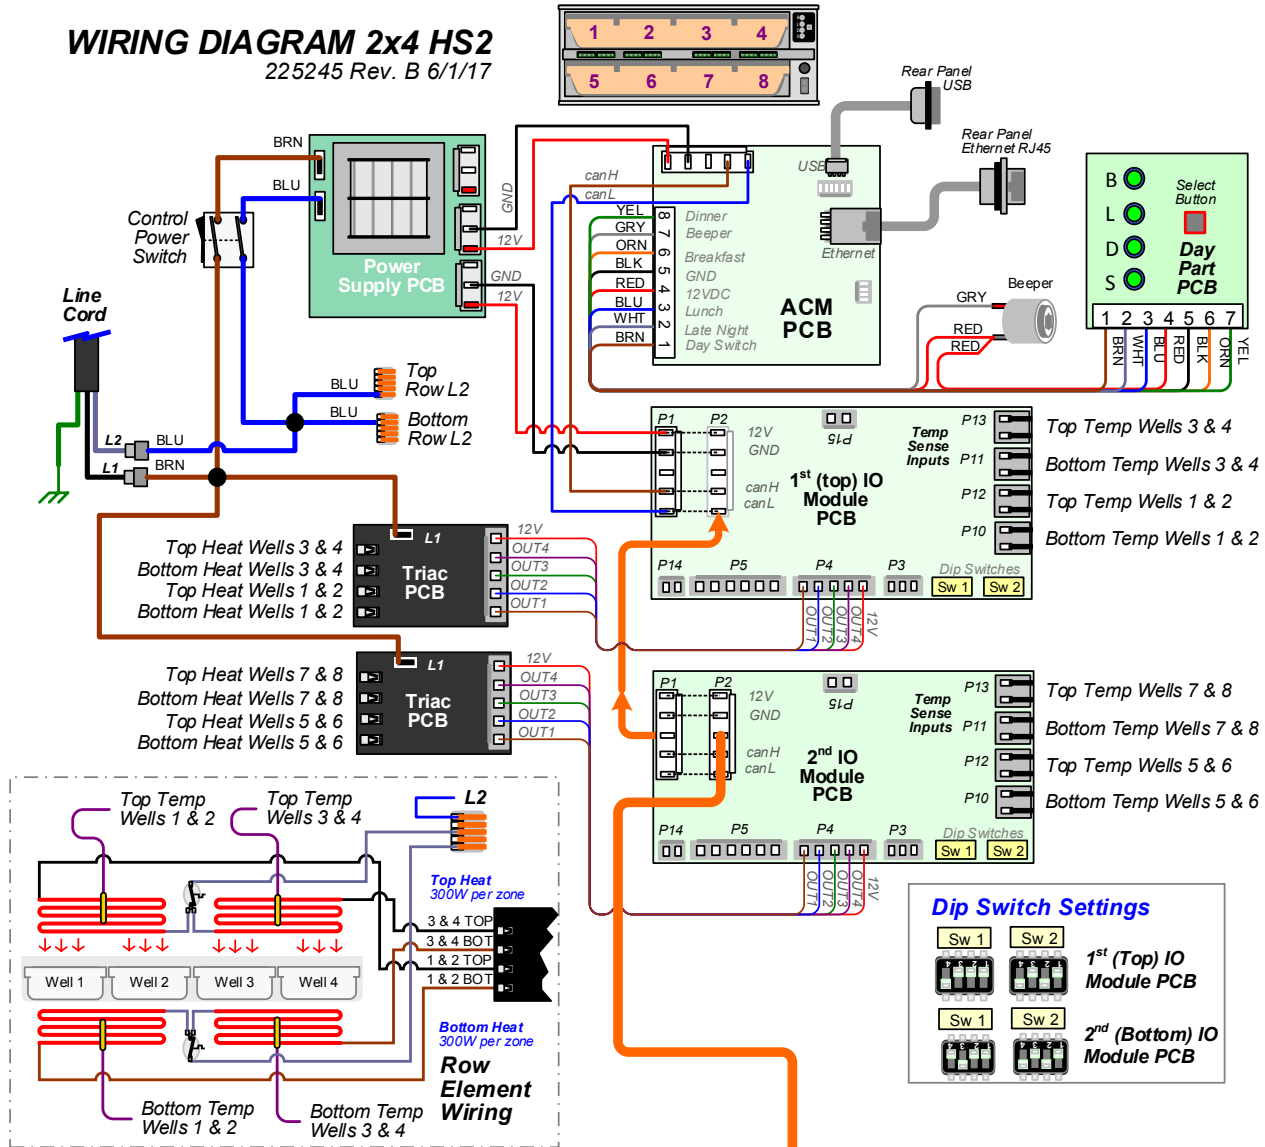 WIRING DIAGRAM 2x4 HS2
225245 Rev. B 6/1/17
1 2 3 4
5 6 7 8
Rear Panel
USB
Rear Panel
Ethernet RJ45
BRN
BLU
Control
Power
Switch
Power
Supply PCB
GND
12V
GND
12V
canH
canL
USB
Ethernet
YEL 8 Dinner
GRY 7 Beeper
ORN 6 Breakfast
BLK 5 GND
RED 4 12VDC
BLU 3 Lunch
WHT 2 Late Night
BRN 1 Day Switch
ACM
PCB
GRY
RED
RED
Beeper
B
L
D
S
Select
Button
Day
Part
PCB
1 2 3 4 5 6 7
BRN WHT BLU RED BLK ORN YEL
Line
Cord
L2
BLU
L1
BRN
BLU
Top
Row L2
BLU
Bottom
Row L2
P1 P2
12V
GND
canH
canL
P15
1st (top) IO
Module
PCB
Temp
Sense
Inputs
P13 Top Temp Wells 3 & 4
P11 Bottom Temp Wells 3 & 4
P12 Top Temp Wells 1 & 2
P10 Bottom Temp Wells 1 & 2
Dip Switches
Sw 1 Sw 2
P14 P5 P4 P3
OUT1 OUT2 OUT3 OUT4 12V
Top Heat Wells 3 & 4
Bottom Heat Wells 3 & 4
Top Heat Wells 1 & 2
Bottom Heat Wells 1 & 2
L1
Triac
PCB
12V
OUT4
OUT3
OUT2
OUT1
Top Heat Wells 7 & 8
Bottom Heat Wells 7 & 8
Top Heat Wells 5 & 6
Bottom Heat Wells 5 & 6
L1
Triac
PCB
12V
OUT4
OUT3
OUT2
OUT1
P1 P2
12V
GND
canH
canL
P15
2nd IO
Module
PCB
Temp
Sense
Inputs
P13 Top Temp Wells 7 & 8
P11 Bottom Temp Wells 7 & 8
P12 Top Temp Wells 5 & 6
P10 Bottom Temp Wells 5 & 6
Dip Switches
Sw 1 Sw 2
P14 P5 P4 P3
OUT1 OUT2 OUT3 OUT4 12V
Top Temp
Wells 1 & 2
Top Temp
Wells 3 & 4
L2
Top Heat
300W per zone
3 & 4 TOP
3 & 4 BOT
1 & 2 TOP
1 & 2 BOT
Well 1 Well 2 Well 3 Well 4
Bottom Heat
300W per zone
Row
Element
Wiring
Bottom Temp
Wells 1 & 2
Bottom Temp
Wells 3 & 4
Dip Switch Settings
Sw 1 Sw 2
1st (Top) IO
Module PCB
Sw 1 Sw 2
2nd (Bottom) IO
Module PCB